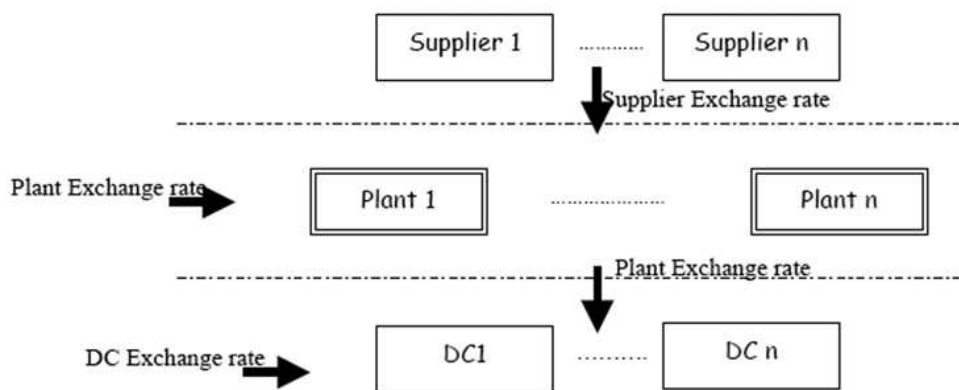 Supplier 1 ............ Supplier n
Supplier Exchange rate
Plant Exchange rate
Plant 1 ..................... Plant n
Plant Exchange rate
DC Exchange rate
DC1 ............ DC n